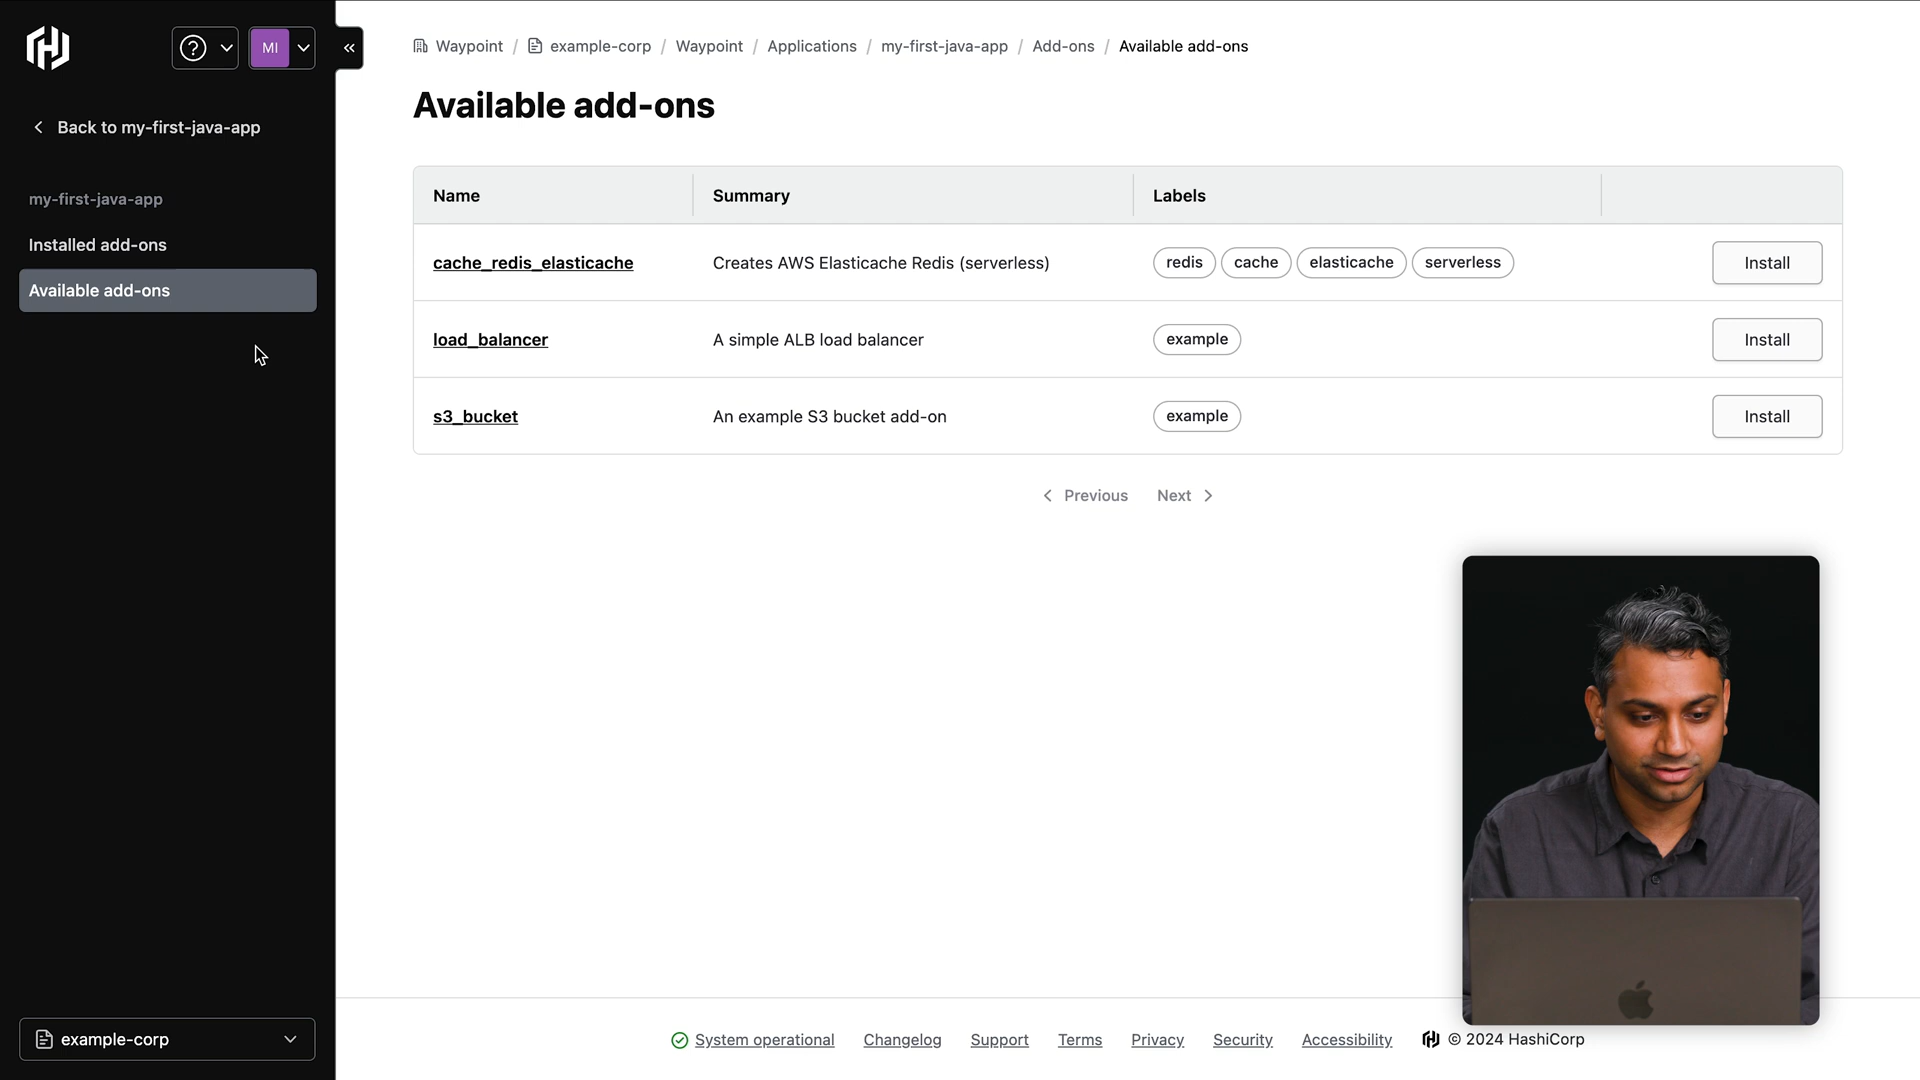 MI
Back to my-first-java-app
my-first-java-app
Installed add-ons
Available add-ons
example-corp
Waypoint / example-corp / Waypoint / Applications / my-first-java-app / Add-ons / Available add-ons
Available add-ons
Name Summary Labels
cache_redis_elasticache Creates AWS Elasticache Redis (serverless) redis cache elasticache serverless Install
load_balancer A simple ALB load balancer example Install
s3_bucket An example S3 bucket add-on example Install
Previous Next
System operational Changelog Support Terms Privacy Security Accessibility © 2024 HashiCorp